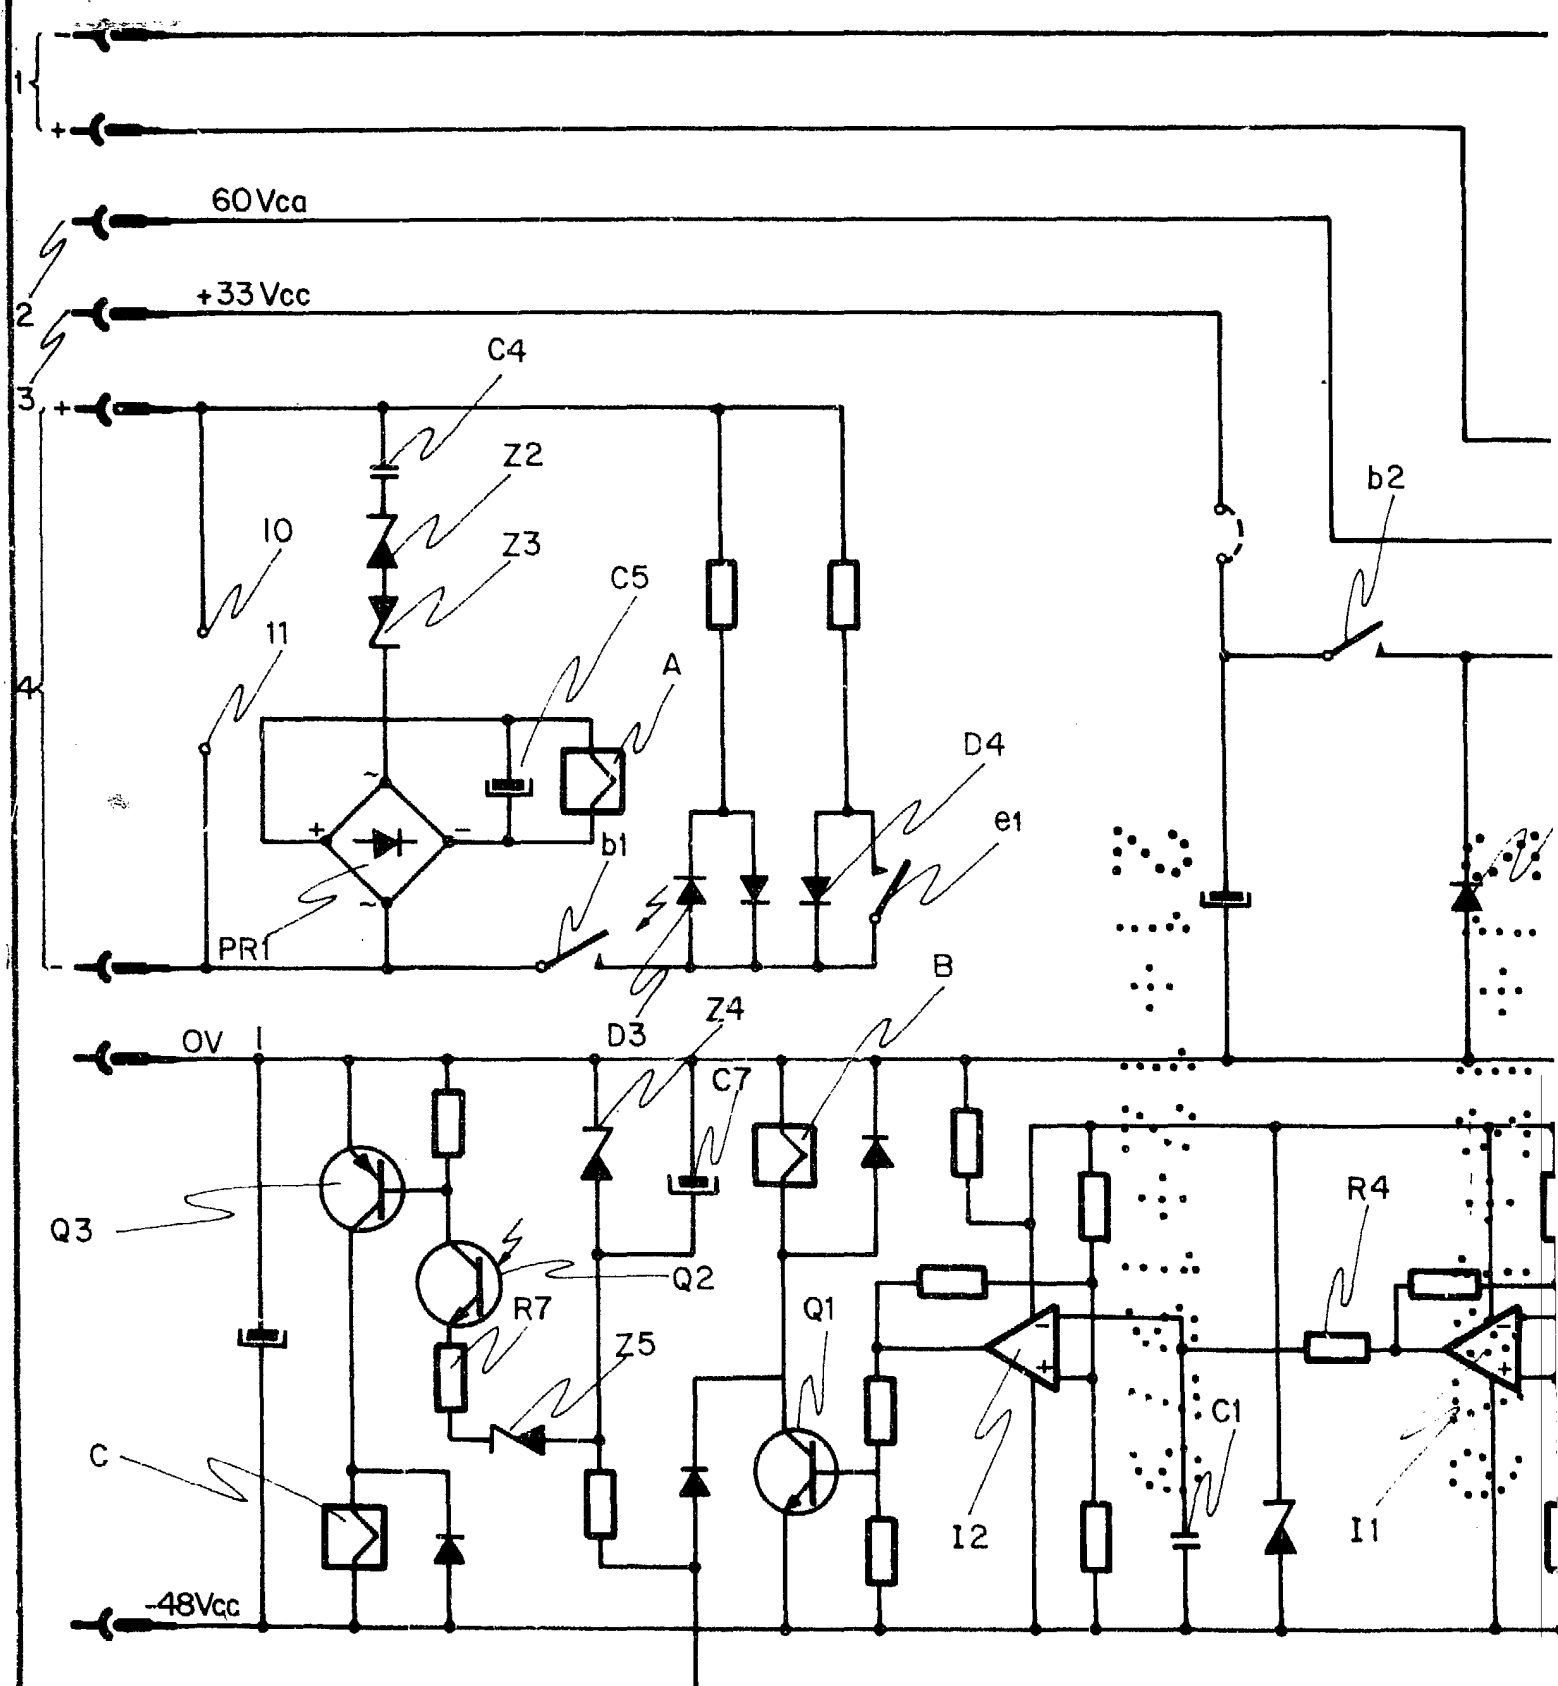 -
1
+
60Vca
2
+33Vcc
3
C4
+
Z2
b2
10
Z3
C5
11
A
4
D4
~
e1
+
-
b1
~
PR1
B
-
Z4
D3
0V
C7
R4
Q3
Q2
R7
Q1
-
-
Z5
+
+
C1
C
I2
I1
-48Vcc